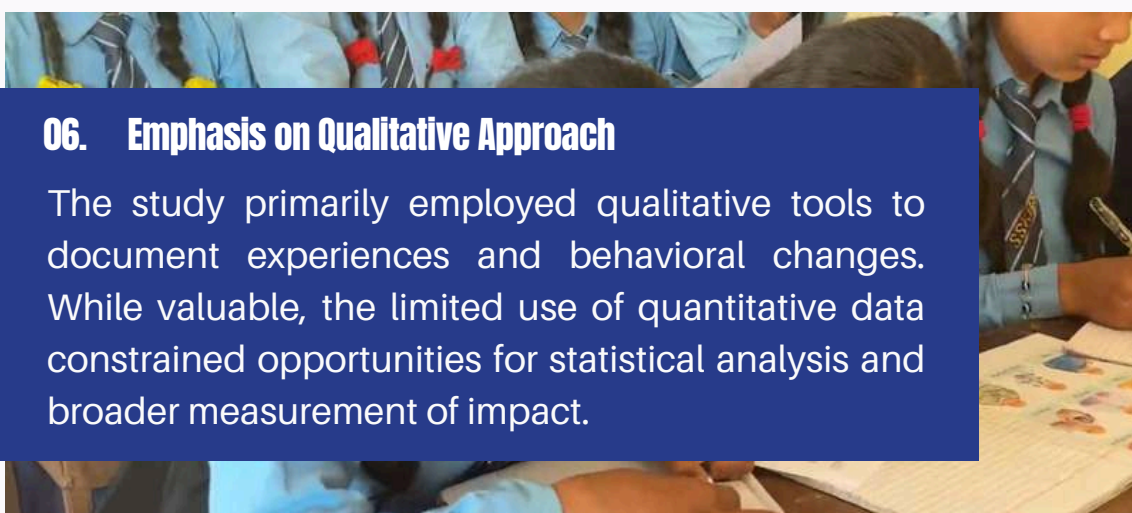 06. Emphasis on Qualitative Approach
The study primarily employed qualitative tools to
document experiences and behavioral changes.
While valuable, the limited use of quantitative data
constrained opportunities for statistical analysis and
broader measurement of impact.